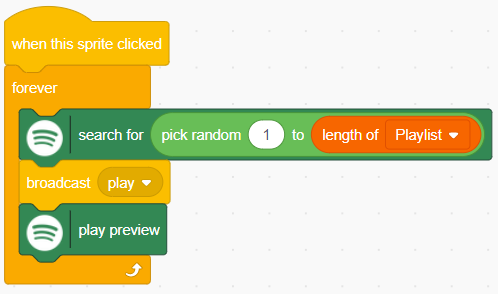 when this sprite clicked
forever
search for pick random 1 to length of Playlist
broadcast play
play preview